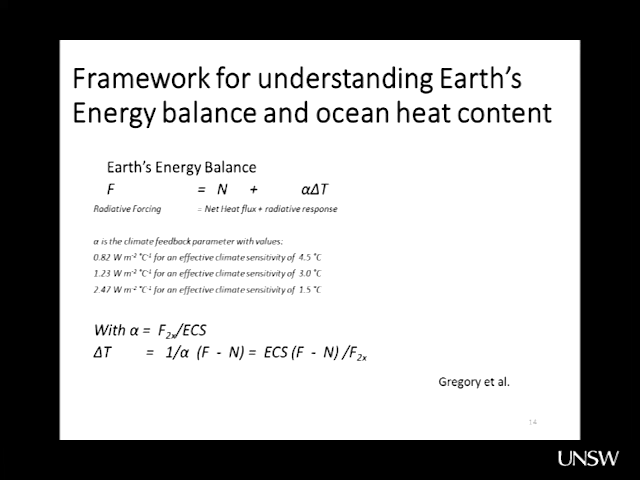 Framework for understanding Earth's
Energy balance and ocean heat content
Earth's Energy Balance
F = N + αΔT
Radiative Forcing = Net Heat flux + radiative response
α is the climate feedback parameter with values:
0.82 W m⁻² °C⁻¹ for an effective climate sensitivity of 4.5 °C
1.23 W m⁻² °C⁻¹ for an effective climate sensitivity of 3.0 °C
2.47 W m⁻² °C⁻¹ for an effective climate sensitivity of 1.5 °C
With α = F₂ₓ/ECS
ΔT = 1/α (F - N) = ECS (F - N) /F₂ₓ
Gregory et al.
14
UNSW